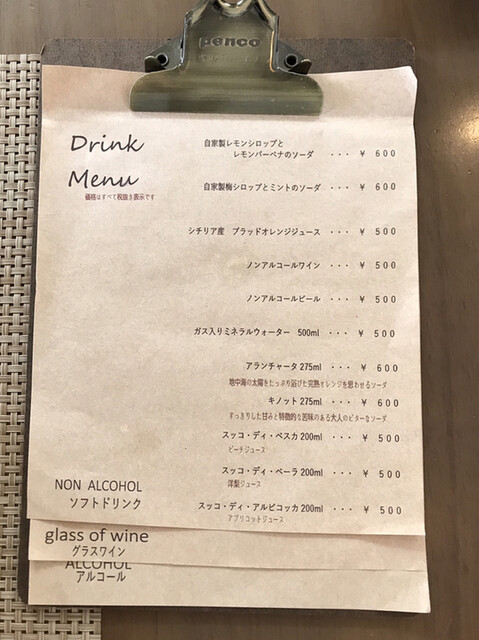 penco
Drink
Menu
価格はすべて税抜き表示です
自家製レモンシロップと
レモンバーベナのソーダ ・・・ ¥ 600
自家製梅シロップとミントのソーダ ・・・ ¥ 600
シチリア産 ブラッドオレンジジュース ・・・ ¥ 500
ノンアルコールワイン ・・・ ¥ 500
ノンアルコールビール ・・・ ¥ 500
ガス入りミネラルウォーター 500ml ・・・ ¥ 500
アランチャータ 275ml ・・・ ¥ 600
地中海の太陽をたっぷり浴びた完熟オレンジを思わせるソーダ
キノット 275ml ・・・ ¥ 600
すっきりした甘みと特徴的な苦味のある大人のビターなソーダ
スッコ・ディ・ペスカ 200ml ・・・ ¥ 500
ピーチジュース
スッコ・ディ・ペーラ 200ml ・・・ ¥ 500
洋梨ジュース
スッコ・ディ・アルビコッカ 200ml ・・・ ¥ 500
アプリコットジュース
NON ALCOHOL
ソフトドリンク
glass of wine
グラスワイン
ALCOHOL
アルコール